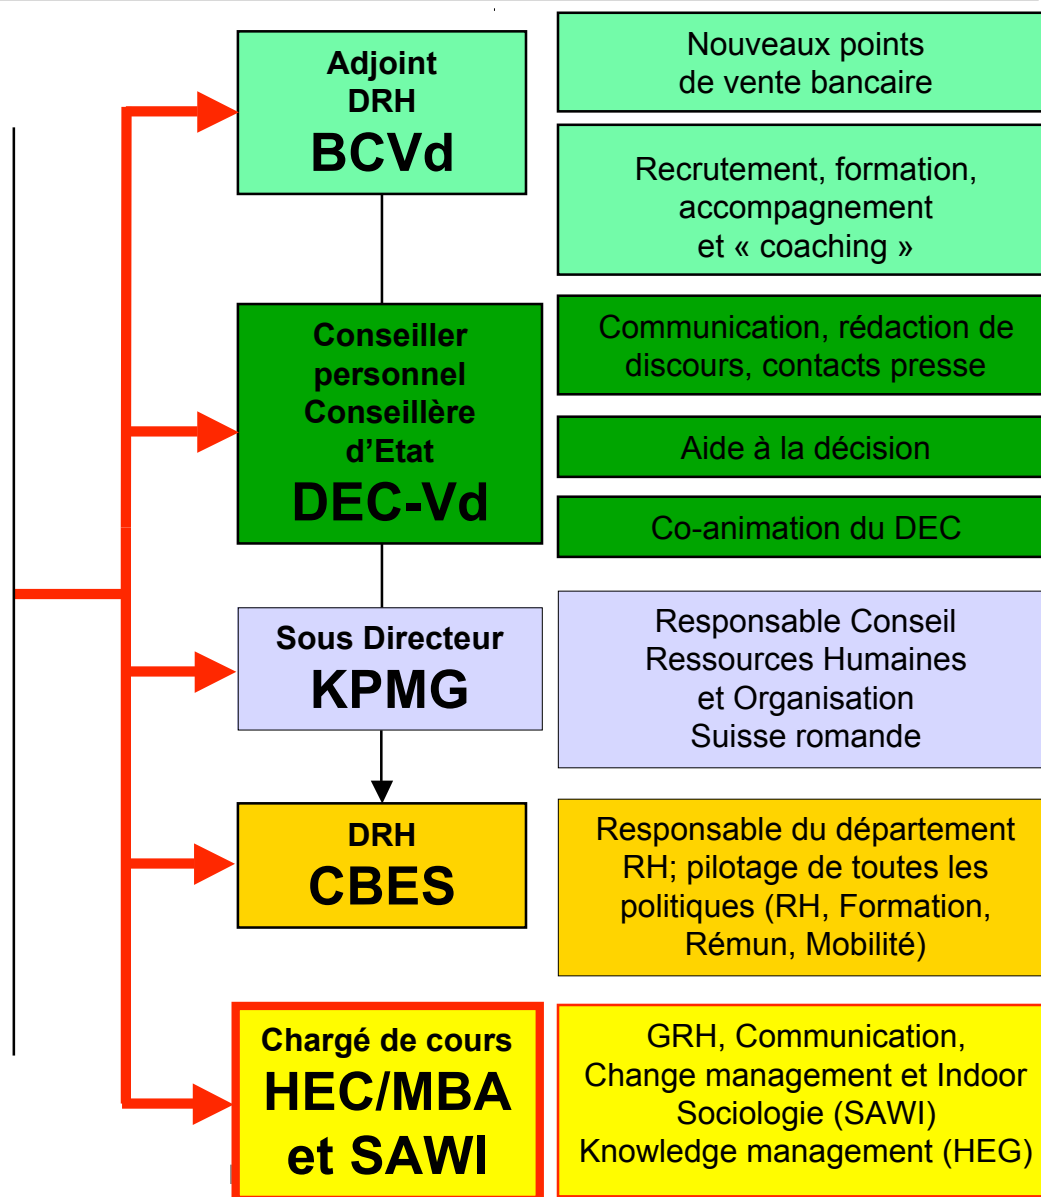 Adjoint
DRH
BCVd
Nouveaux points
de vente bancaire
Recrutement, formation,
accompagnement
et « coaching »
Conseiller
personnel
Conseillère
d’Etat
DEC-Vd
Communication, rédaction de
discours, contacts presse
Aide à la décision
Co-animation du DEC
Sous Directeur
KPMG
Responsable Conseil
Ressources Humaines
et Organisation
Suisse romande
DRH
CBES
Responsable du département
RH; pilotage de toutes les
politiques (RH, Formation,
Rémun, Mobilité)
Chargé de cours
HEC/MBA
et SAWI
GRH, Communication,
Change management et Indoor
Sociologie (SAWI)
Knowledge management (HEG)